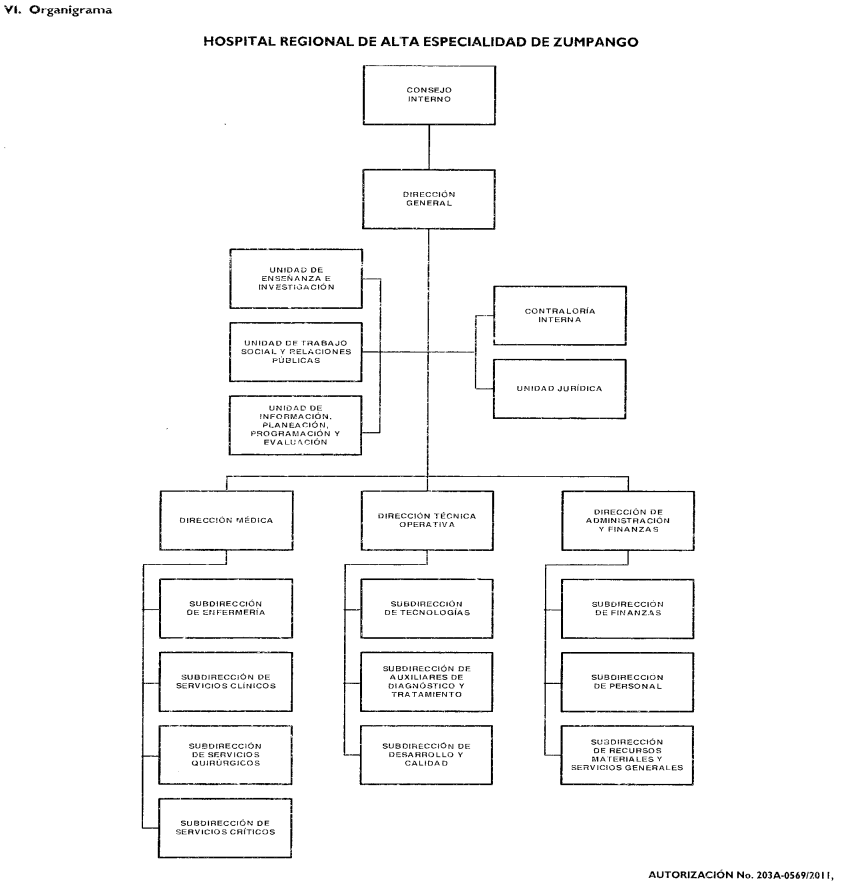 VI. Organigrama
HOSPITAL REGIONAL DE ALTA ESPECIALIDAD DE ZUMPANGO
CONSEJO
INTERNO
DIRECCIÓN
GENERAL
UNIDAD DE
ENSEÑANZA E
INVESTIGACIÓN
UNIDAD DE TRABAJO
SOCIAL Y RELACIONES
PÚBLICAS
UNIDAD DE
INFORMACIÓN,
PLANEACIÓN,
PROGRAMACIÓN Y
EVALUACIÓN
CONTRALORÍA
INTERNA
UNIDAD JURÍDICA
DIRECCIÓN MÉDICA
SUBDIRECCIÓN
DE ENFERMERÍA
SUBDIRECCIÓN DE
SERVICIOS CLÍNICOS
SUBDIRECCIÓN
DE SERVICIOS
QUIRÚRGICOS
SUBDIRECCIÓN DE
SERVICIOS CRÍTICOS
DIRECCIÓN TÉCNICA
OPERATIVA
SUBDIRECCIÓN
DE TECNOLOGÍAS
SUBDIRECCIÓN DE
AUXILIARES DE
DIAGNÓSTICO Y
TRATAMIENTO
SUBDIRECCIÓN DE
DESARROLLO Y
CALIDAD
DIRECCIÓN DE
ADMINISTRACIÓN
Y FINANZAS
SUBDIRECCIÓN
DE FINANZAS
SUBDIRECCION
DE PERSONAL
SUBDIRECCIÓN
DE RECURSOS
MATERIALES Y
SERVICIOS GENERALES
AUTORIZACIÓN No. 203A-0569/2011,